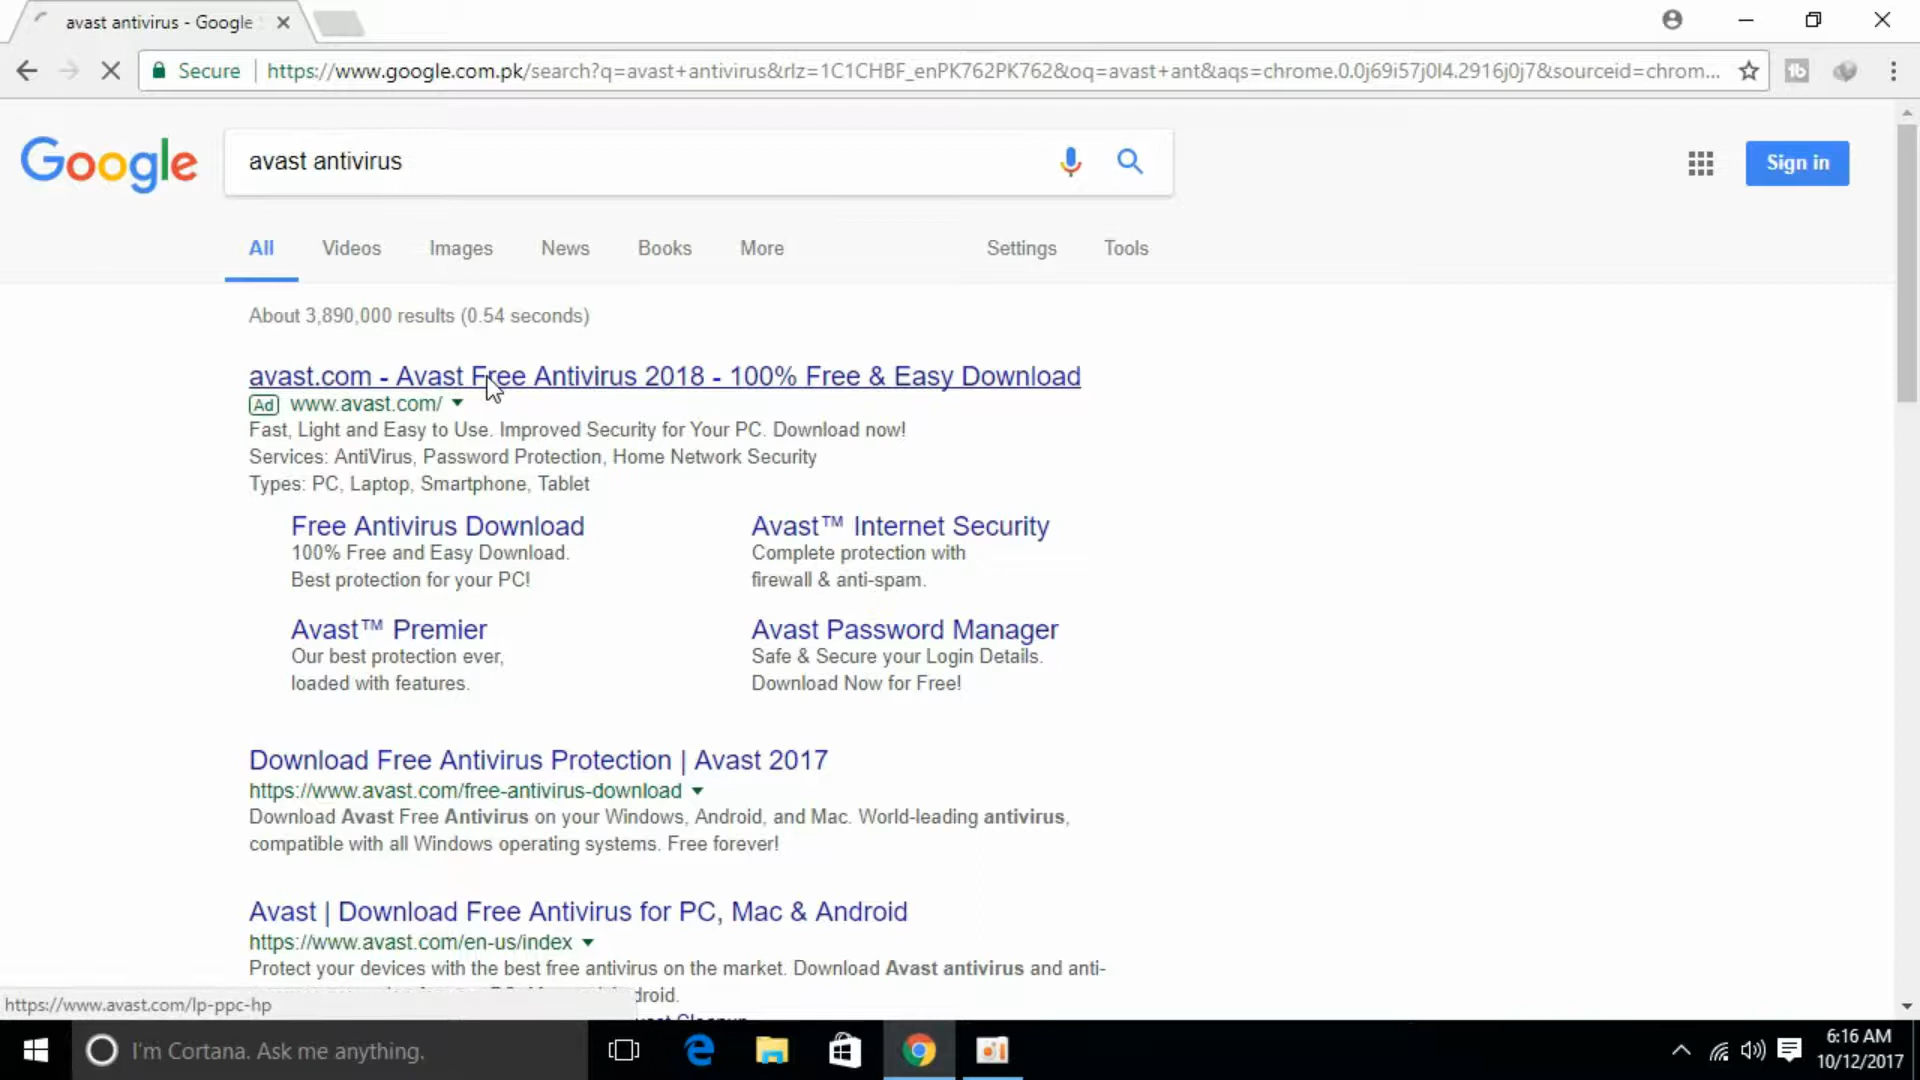 avast antivirus - Google
Secure
https://www.google.com.pk/search?q=avast+antivirus&rlz=1C1CHBF_enPK762PK762&oq=avast+ant&aqs=chrome.0.0j69i57j0l4.2916j0j7&sourceid=chrom...
Google
avast antivirus
Sign in
All Videos Images News Books More Settings Tools
About 3,890,000 results (0.54 seconds)
avast.com - Avast Free Antivirus 2018 - 100% Free & Easy Download
Ad www.avast.com/
Fast, Light and Easy to Use. Improved Security for Your PC. Download now!
Services: AntiVirus, Password Protection, Home Network Security
Types: PC, Laptop, Smartphone, Tablet
Free Antivirus Download
100% Free and Easy Download.
Best protection for your PC!
Avast™ Internet Security
Complete protection with
firewall & anti-spam.
Avast™ Premier
Our best protection ever,
loaded with features.
Avast Password Manager
Safe & Secure your Login Details.
Download Now for Free!
Download Free Antivirus Protection | Avast 2017
https://www.avast.com/free-antivirus-download
Download Avast Free Antivirus on your Windows, Android, and Mac. World-leading antivirus,
compatible with all Windows operating systems. Free forever!
Avast | Download Free Antivirus for PC, Mac & Android
https://www.avast.com/en-us/index
Protect your devices with the best free antivirus on the market. Download Avast antivirus and anti-
droid.
https://www.avast.com/lp-ppc-hp
I'm Cortana. Ask me anything.
6:16 AM
10/12/2017